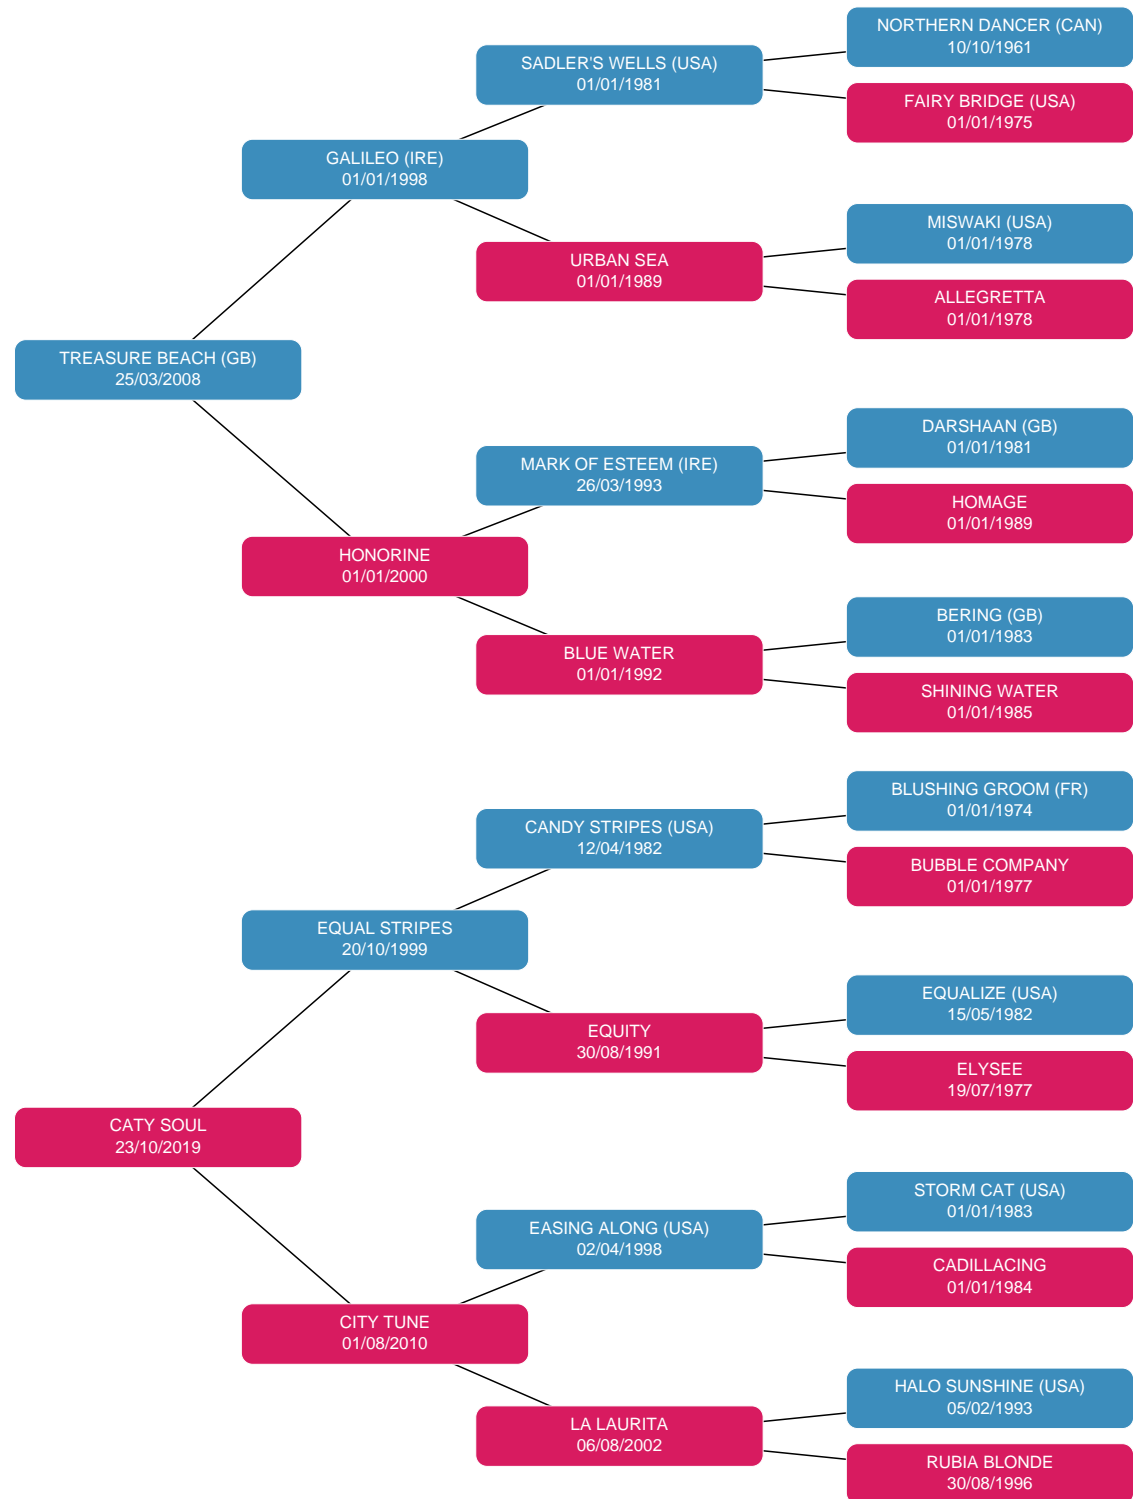 NORTHERN DANCER (CAN)
10/10/1961
SADLER'S WELLS (USA)
01/01/1981
FAIRY BRIDGE (USA)
01/01/1975
GALILEO (IRE)
01/01/1998
MISWAKI (USA)
01/01/1978
URBAN SEA
01/01/1989
ALLEGRETTA
01/01/1978
TREASURE BEACH (GB)
25/03/2008
DARSHAAN (GB)
01/01/1981
MARK OF ESTEEM (IRE)
26/03/1993
HOMAGE
01/01/1989
HONORINE
01/01/2000
BERING (GB)
01/01/1983
BLUE WATER
01/01/1992
SHINING WATER
01/01/1985
BLUSHING GROOM (FR)
01/01/1974
CANDY STRIPES (USA)
12/04/1982
BUBBLE COMPANY
01/01/1977
EQUAL STRIPES
20/10/1999
EQUALIZE (USA)
15/05/1982
EQUITY
30/08/1991
ELYSEE
19/07/1977
CATY SOUL
23/10/2019
STORM CAT (USA)
01/01/1983
EASING ALONG (USA)
02/04/1998
CADILLACING
01/01/1984
CITY TUNE
01/08/2010
HALO SUNSHINE (USA)
05/02/1993
LA LAURITA
06/08/2002
RUBIA BLONDE
30/08/1996